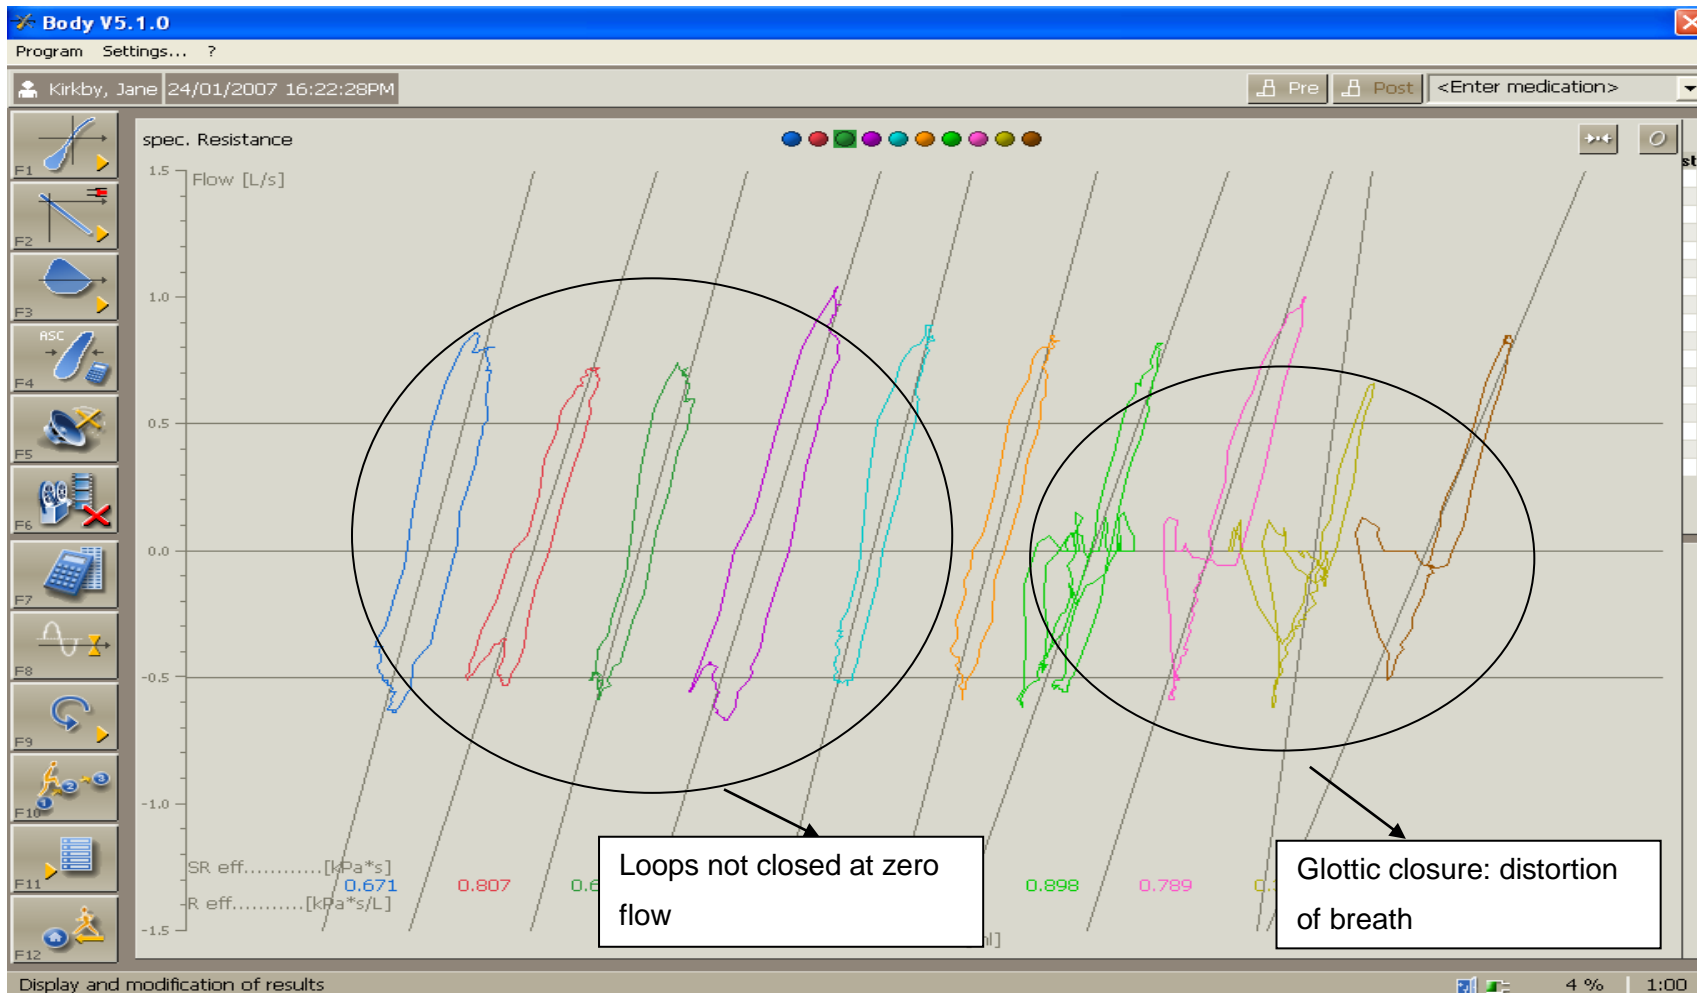 Body V5.1.0
Program Settings... ?
Kirkby, Jane 24/01/2007 16:22:28PM Pre Post <Enter medication>
spec. Resistance
st
Flow [L/s]
1.5
1.0
0.5
0.0
-0.5
-1.0
-1.5
F1
F2
F3
ASC
F4
F5
F6
F7
F8
F9
1 2 3
F10
F11
F12
SR eff............[kPa*s]
0.671 0.807 0.898 0.789
R eff...........[kPa*s/L]
Loops not closed at zero
flow
Glottic closure: distortion
of breath
Display and modification of results 4 % 1:00